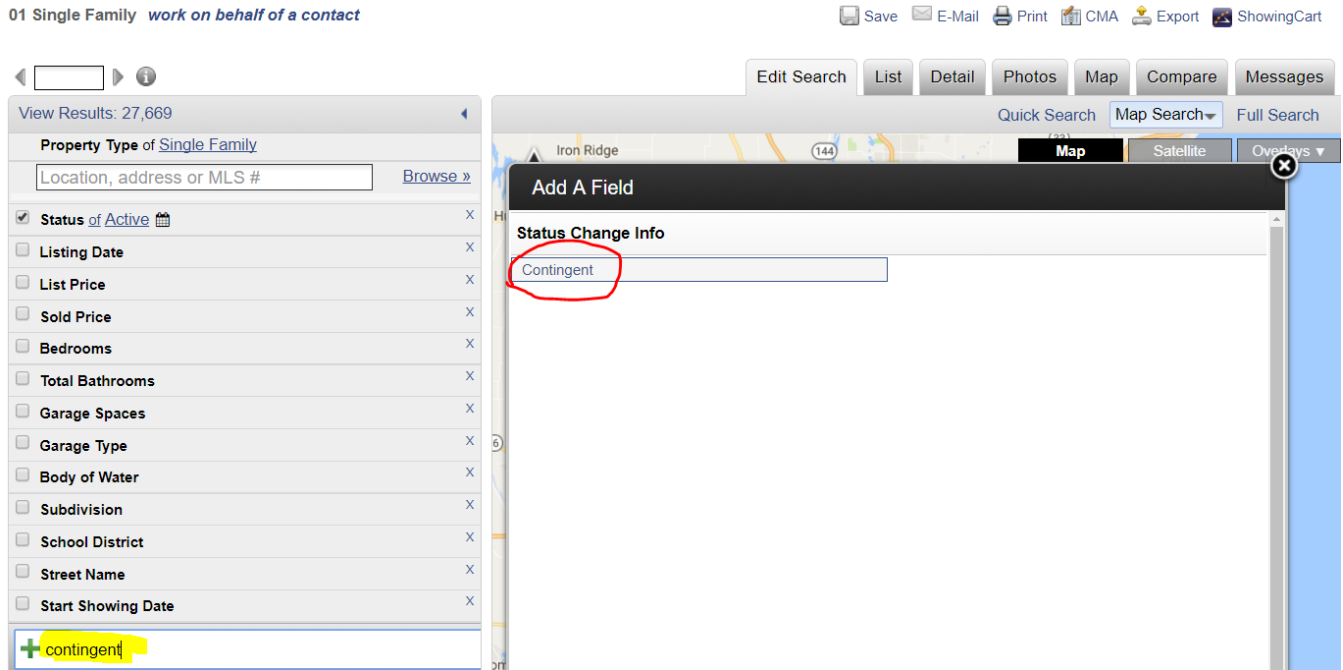 01 Single Family work on behalf of a contact
Save E-Mail Print CMA Export ShowingCart
Edit Search List Detail Photos Map Compare Messages
View Results: 27,669
Quick Search Map Search Full Search
Property Type of Single Family
Location, address or MLS #
Browse »
Iron Ridge
144
Map Satellite Overlays ▼
Add A Field
Status Change Info
Contingent
Status of Active X
Listing Date X
List Price X
Sold Price X
Bedrooms X
Total Bathrooms X
Garage Spaces X
Garage Type X
Body of Water X
Subdivision X
School District X
Street Name X
Start Showing Date X
contingent